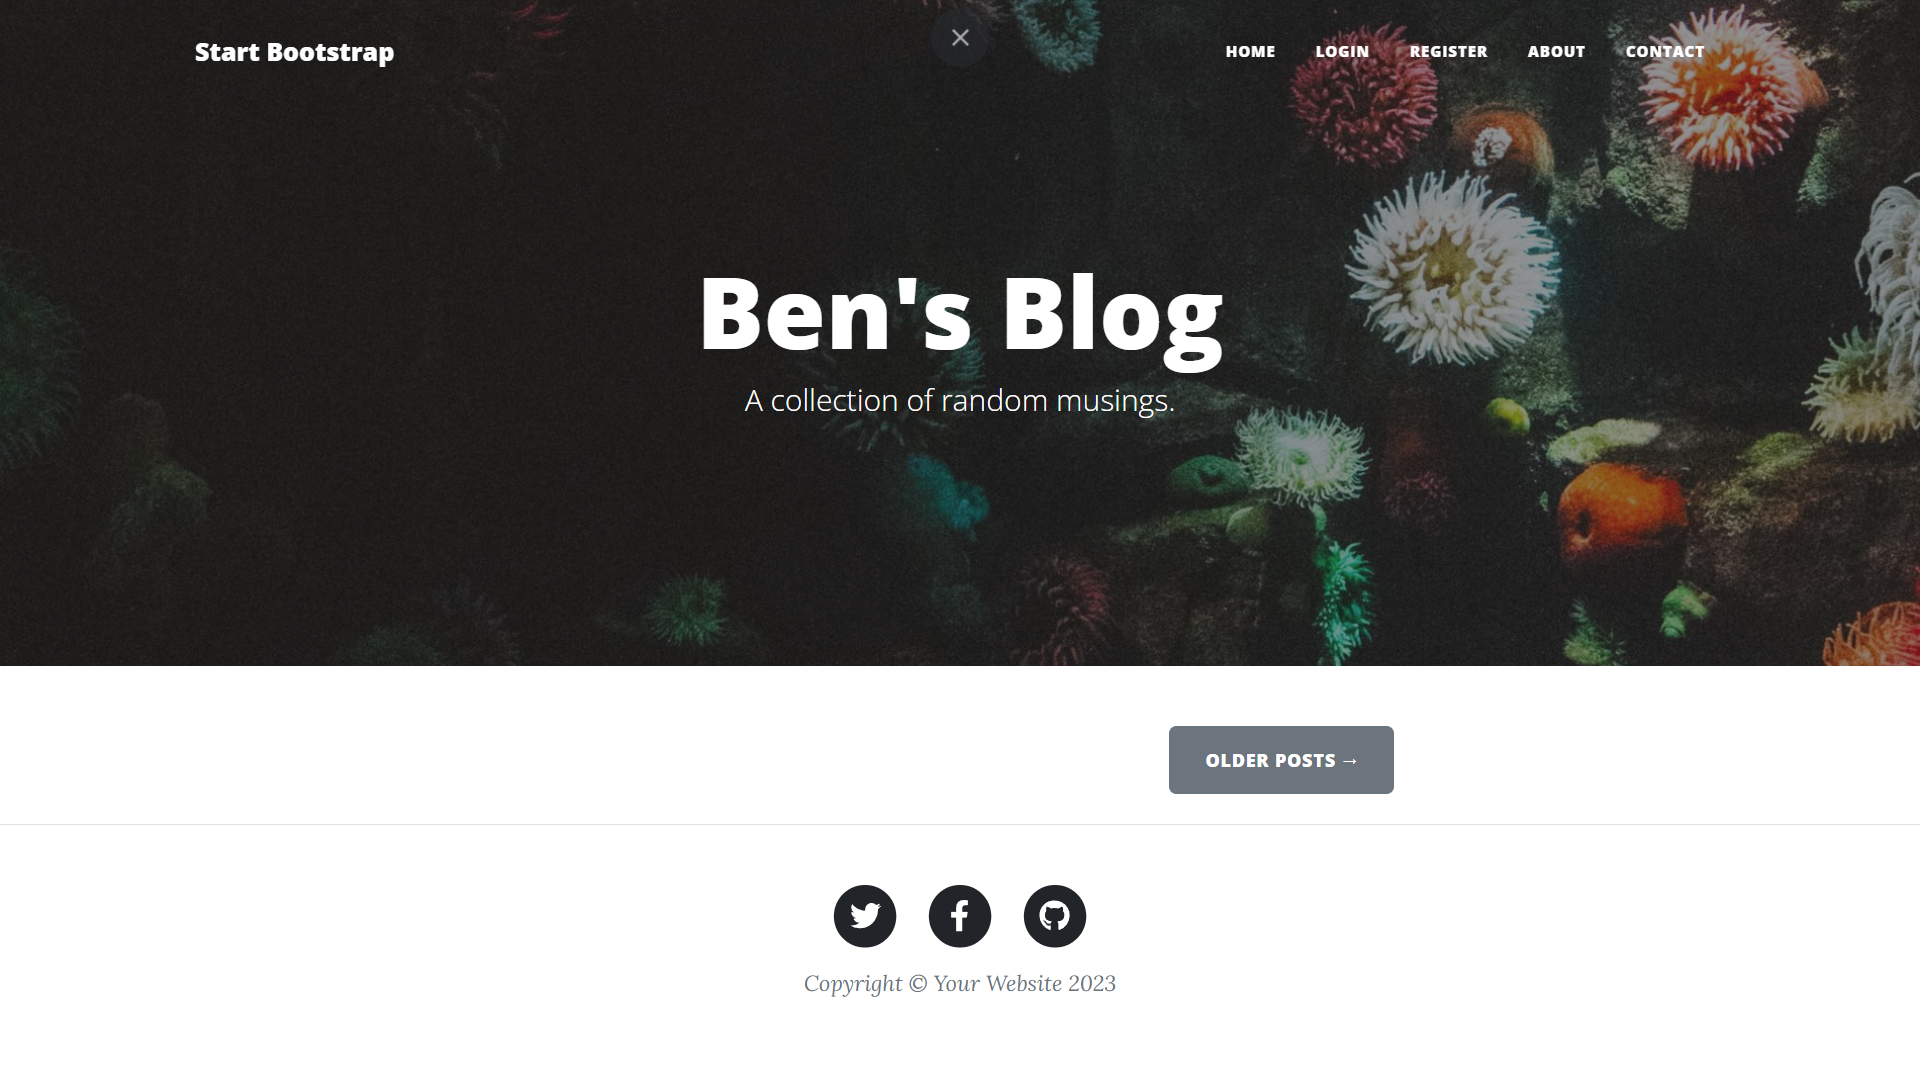 Start Bootstrap
HOME LOGIN REGISTER ABOUT CONTACT
Ben's Blog
A collection of random musings.
OLDER POSTS →
Copyright © Your Website 2023